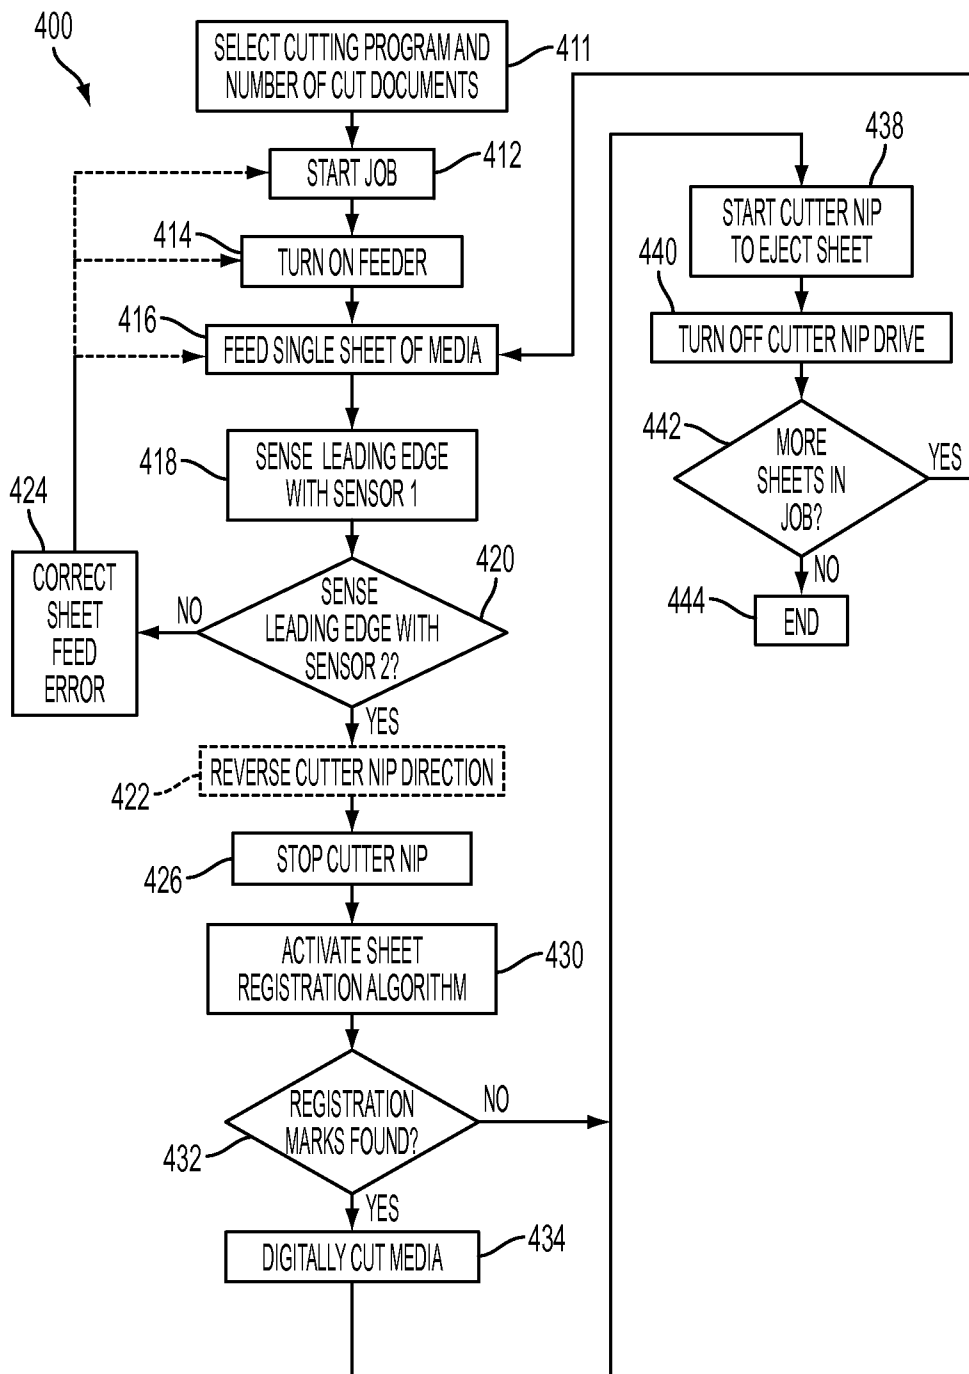 400
SELECT CUTTING PROGRAM AND
NUMBER OF CUT DOCUMENTS
411
START JOB
412
414
TURN ON FEEDER
416
FEED SINGLE SHEET OF MEDIA
418
SENSE LEADING EDGE
WITH SENSOR 1
424
CORRECT
SHEET
FEED
ERROR
NO
SENSE
LEADING EDGE WITH
SENSOR 2?
420
YES
REVERSE CUTTER NIP DIRECTION
422
STOP CUTTER NIP
426
ACTIVATE SHEET
REGISTRATION ALGORITHM
430
REGISTRATION
MARKS FOUND?
432
NO
YES
DIGITALLY CUT MEDIA
434
438
START CUTTER NIP
TO EJECT SHEET
440
TURN OFF CUTTER NIP DRIVE
442
MORE
SHEETS IN
JOB?
YES
NO
444
END